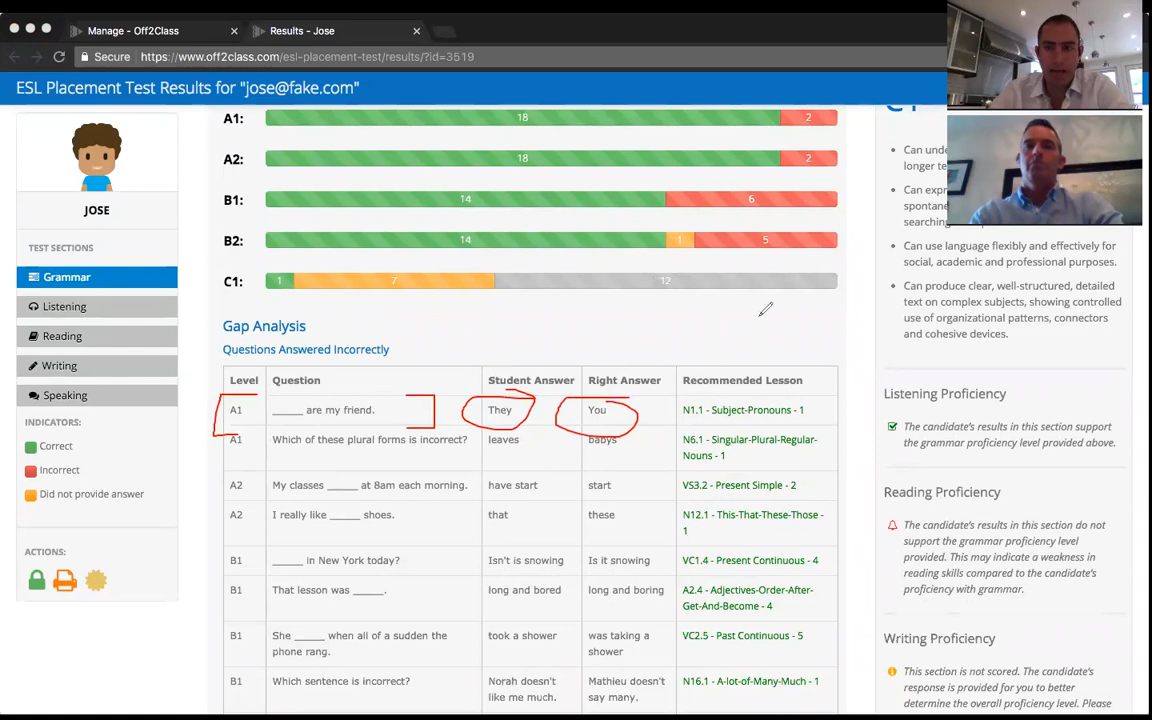 Manage - Off2Class
Results - Jose
Secure https://www.off2class.com/esl-placement-test/results/?id=3519
ESL Placement Test Results for "jose@fake.com"
JOSE
TEST SECTIONS
Grammar
Listening
Reading
Writing
Speaking
INDICATORS:
Correct
Incorrect
Did not provide answer
ACTIONS:
A1: 18 2
A2: 18 2
B1: 14 6
B2: 14 1 5
C1: 1 7 12
Gap Analysis
Questions Answered Incorrectly
Level Question Student Answer Right Answer Recommended Lesson
A1 _____ are my friend. They You N1.1 - Subject-Pronouns - 1
A1 Which of these plural forms is incorrect? leaves babys N6.1 - Singular-Plural-Regular-
Nouns - 1
A2 My classes _____ at 8am each morning. have start start VS3.2 - Present Simple - 2
A2 I really like _____ shoes. that these N12.1 - This-That-These-Those -
1
B1 _____ in New York today? Isn't is snowing Is it snowing VC1.4 - Present Continuous - 4
B1 That lesson was _____. long and bored long and boring A2.4 - Adjectives-Order-After-
Get-And-Become - 4
B1 She _____ when all of a sudden the took a shower was taking a VC2.5 - Past Continuous - 5
phone rang. shower
B1 Which sentence is incorrect? Norah doesn't Mathieu doesn't N16.1 - A-lot-of-Many-Much - 1
like me much. say many.
C1
Can und
longer te
Can expr
spontane
searching
Can use language flexibly and effectively for
social, academic and professional purposes.
Can produce clear, well-structured, detailed
text on complex subjects, showing controlled
use of organizational patterns, connectors
and cohesive devices.
Listening Proficiency
The candidate's results in this section support
the grammar proficiency level provided above.
Reading Proficiency
The candidate's results in this section do not
support the grammar proficiency level
provided. This may indicate a weakness in
reading skills compared to the candidate's
proficiency with grammar.
Writing Proficiency
This section is not scored. The candidate's
response is provided for you to better
determine the overall proficiency level. Please